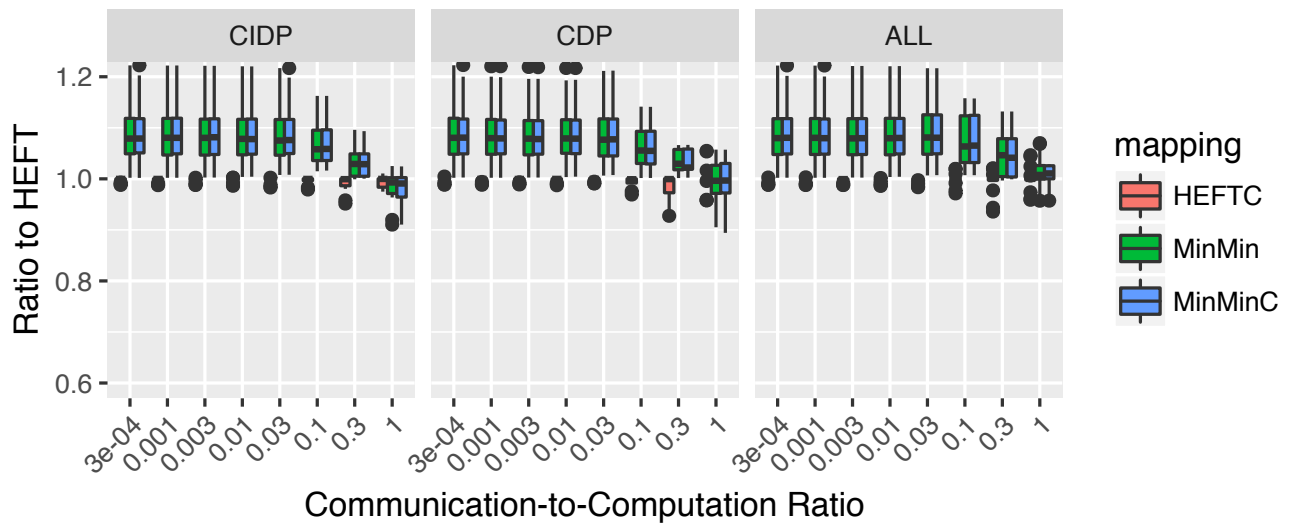 CIDP CDP ALL
Ratio to HEFT
1.2
1.0
0.8
0.6
3e-04 0.001 0.003 0.01 0.03 0.1 0.3 1
3e-04 0.001 0.003 0.01 0.03 0.1 0.3 1
3e-04 0.001 0.003 0.01 0.03 0.1 0.3 1
Communication-to-Computation Ratio
mapping
HEFTC
MinMin
MinMinC